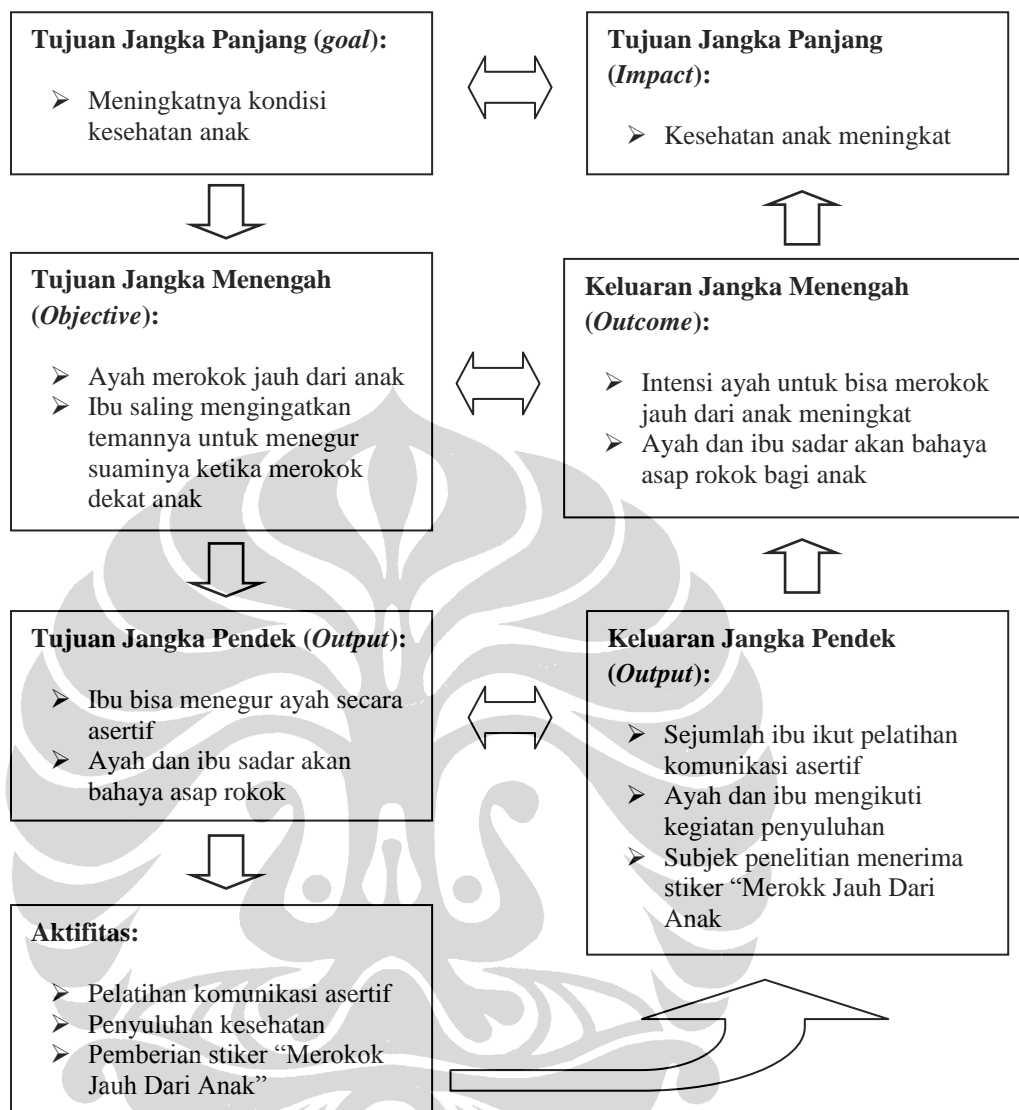 Tujuan Jangka Panjang (goal):
➢ Meningkatnya kondisi
kesehatan anak
Tujuan Jangka Panjang
(Impact):
➢ Kesehatan anak meningkat
Tujuan Jangka Menengah
(Objective):
➢ Ayah merokok jauh dari anak
➢ Ibu saling mengingatkan
temannya untuk menegur
suaminya ketika merokok
dekat anak
Keluaran Jangka Menengah
(Outcome):
➢ Intensi ayah untuk bisa merokok
jauh dari anak meningkat
➢ Ayah dan ibu sadar akan bahaya
asap rokok bagi anak
Tujuan Jangka Pendek (Output):
➢ Ibu bisa menegur ayah secara
asertif
➢ Ayah dan ibu sadar akan
bahaya asap rokok
Keluaran Jangka Pendek
(Output):
➢ Sejumlah ibu ikut pelatihan
komunikasi asertif
➢ Ayah dan ibu mengikuti
kegiatan penyuluhan
➢ Subjek penelitian menerima
stiker “Merokk Jauh Dari
Anak
Aktifitas:
➢ Pelatihan komunikasi asertif
➢ Penyuluhan kesehatan
➢ Pemberian stiker “Merokok
Jauh Dari Anak”